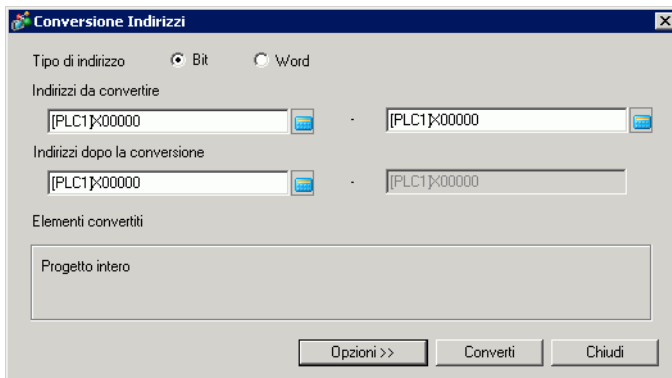 Conversione Indirizzi
Tipo di indirizzo Bit Word
Indirizzi da convertire
[PLC1]X00000 - [PLC1]X00000
Indirizzi dopo la conversione
[PLC1]X00000 - [PLC1]X00000
Elementi convertiti
Progetto intero
Opzioni >> Converti Chiudi